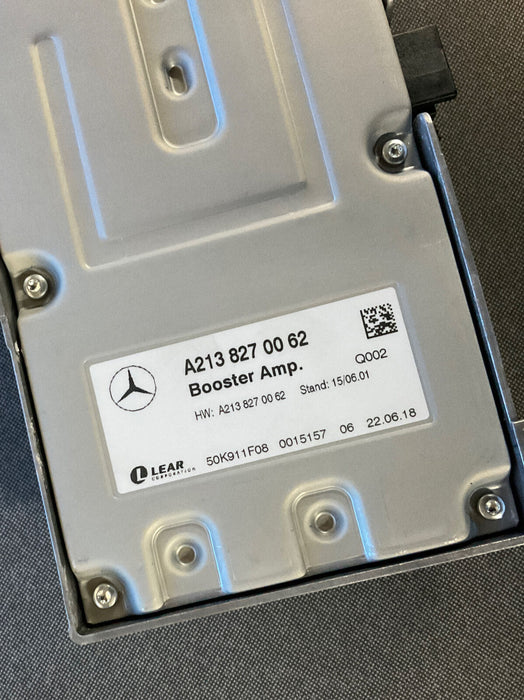 A213 827 00 62
Booster Amp.
Q002
HW: A213 827 00 62 Stand: 15/06.01
LEAR
CORPORATION
50K911F08 0015157 06 22.06.18